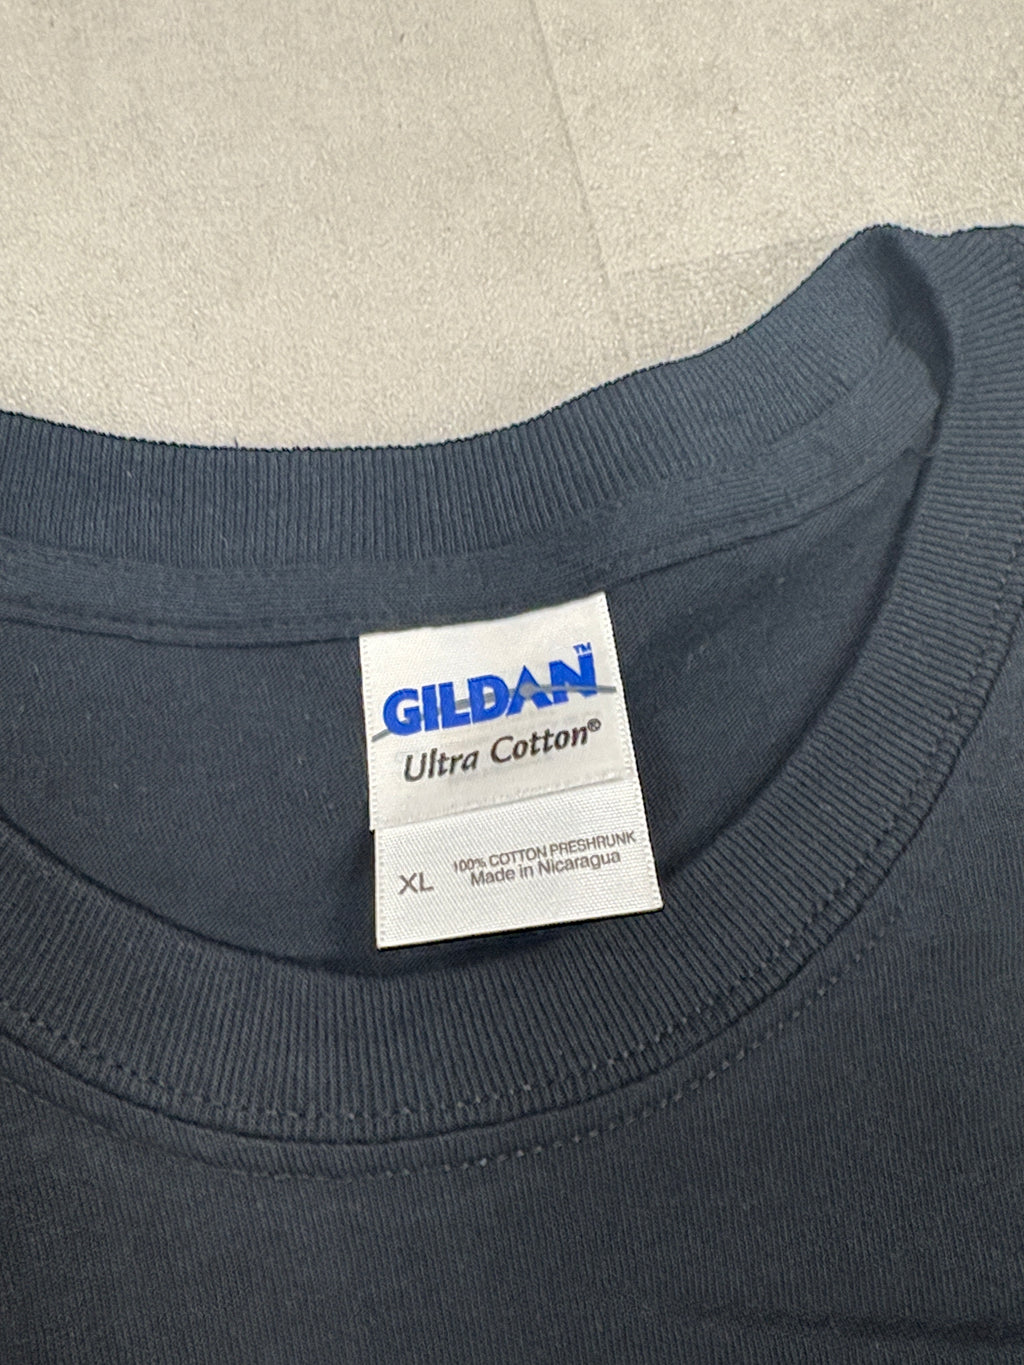 GILDAN™
Ultra Cotton®
XL
100% COTTON PRESHRUNK
Made in Nicaragua